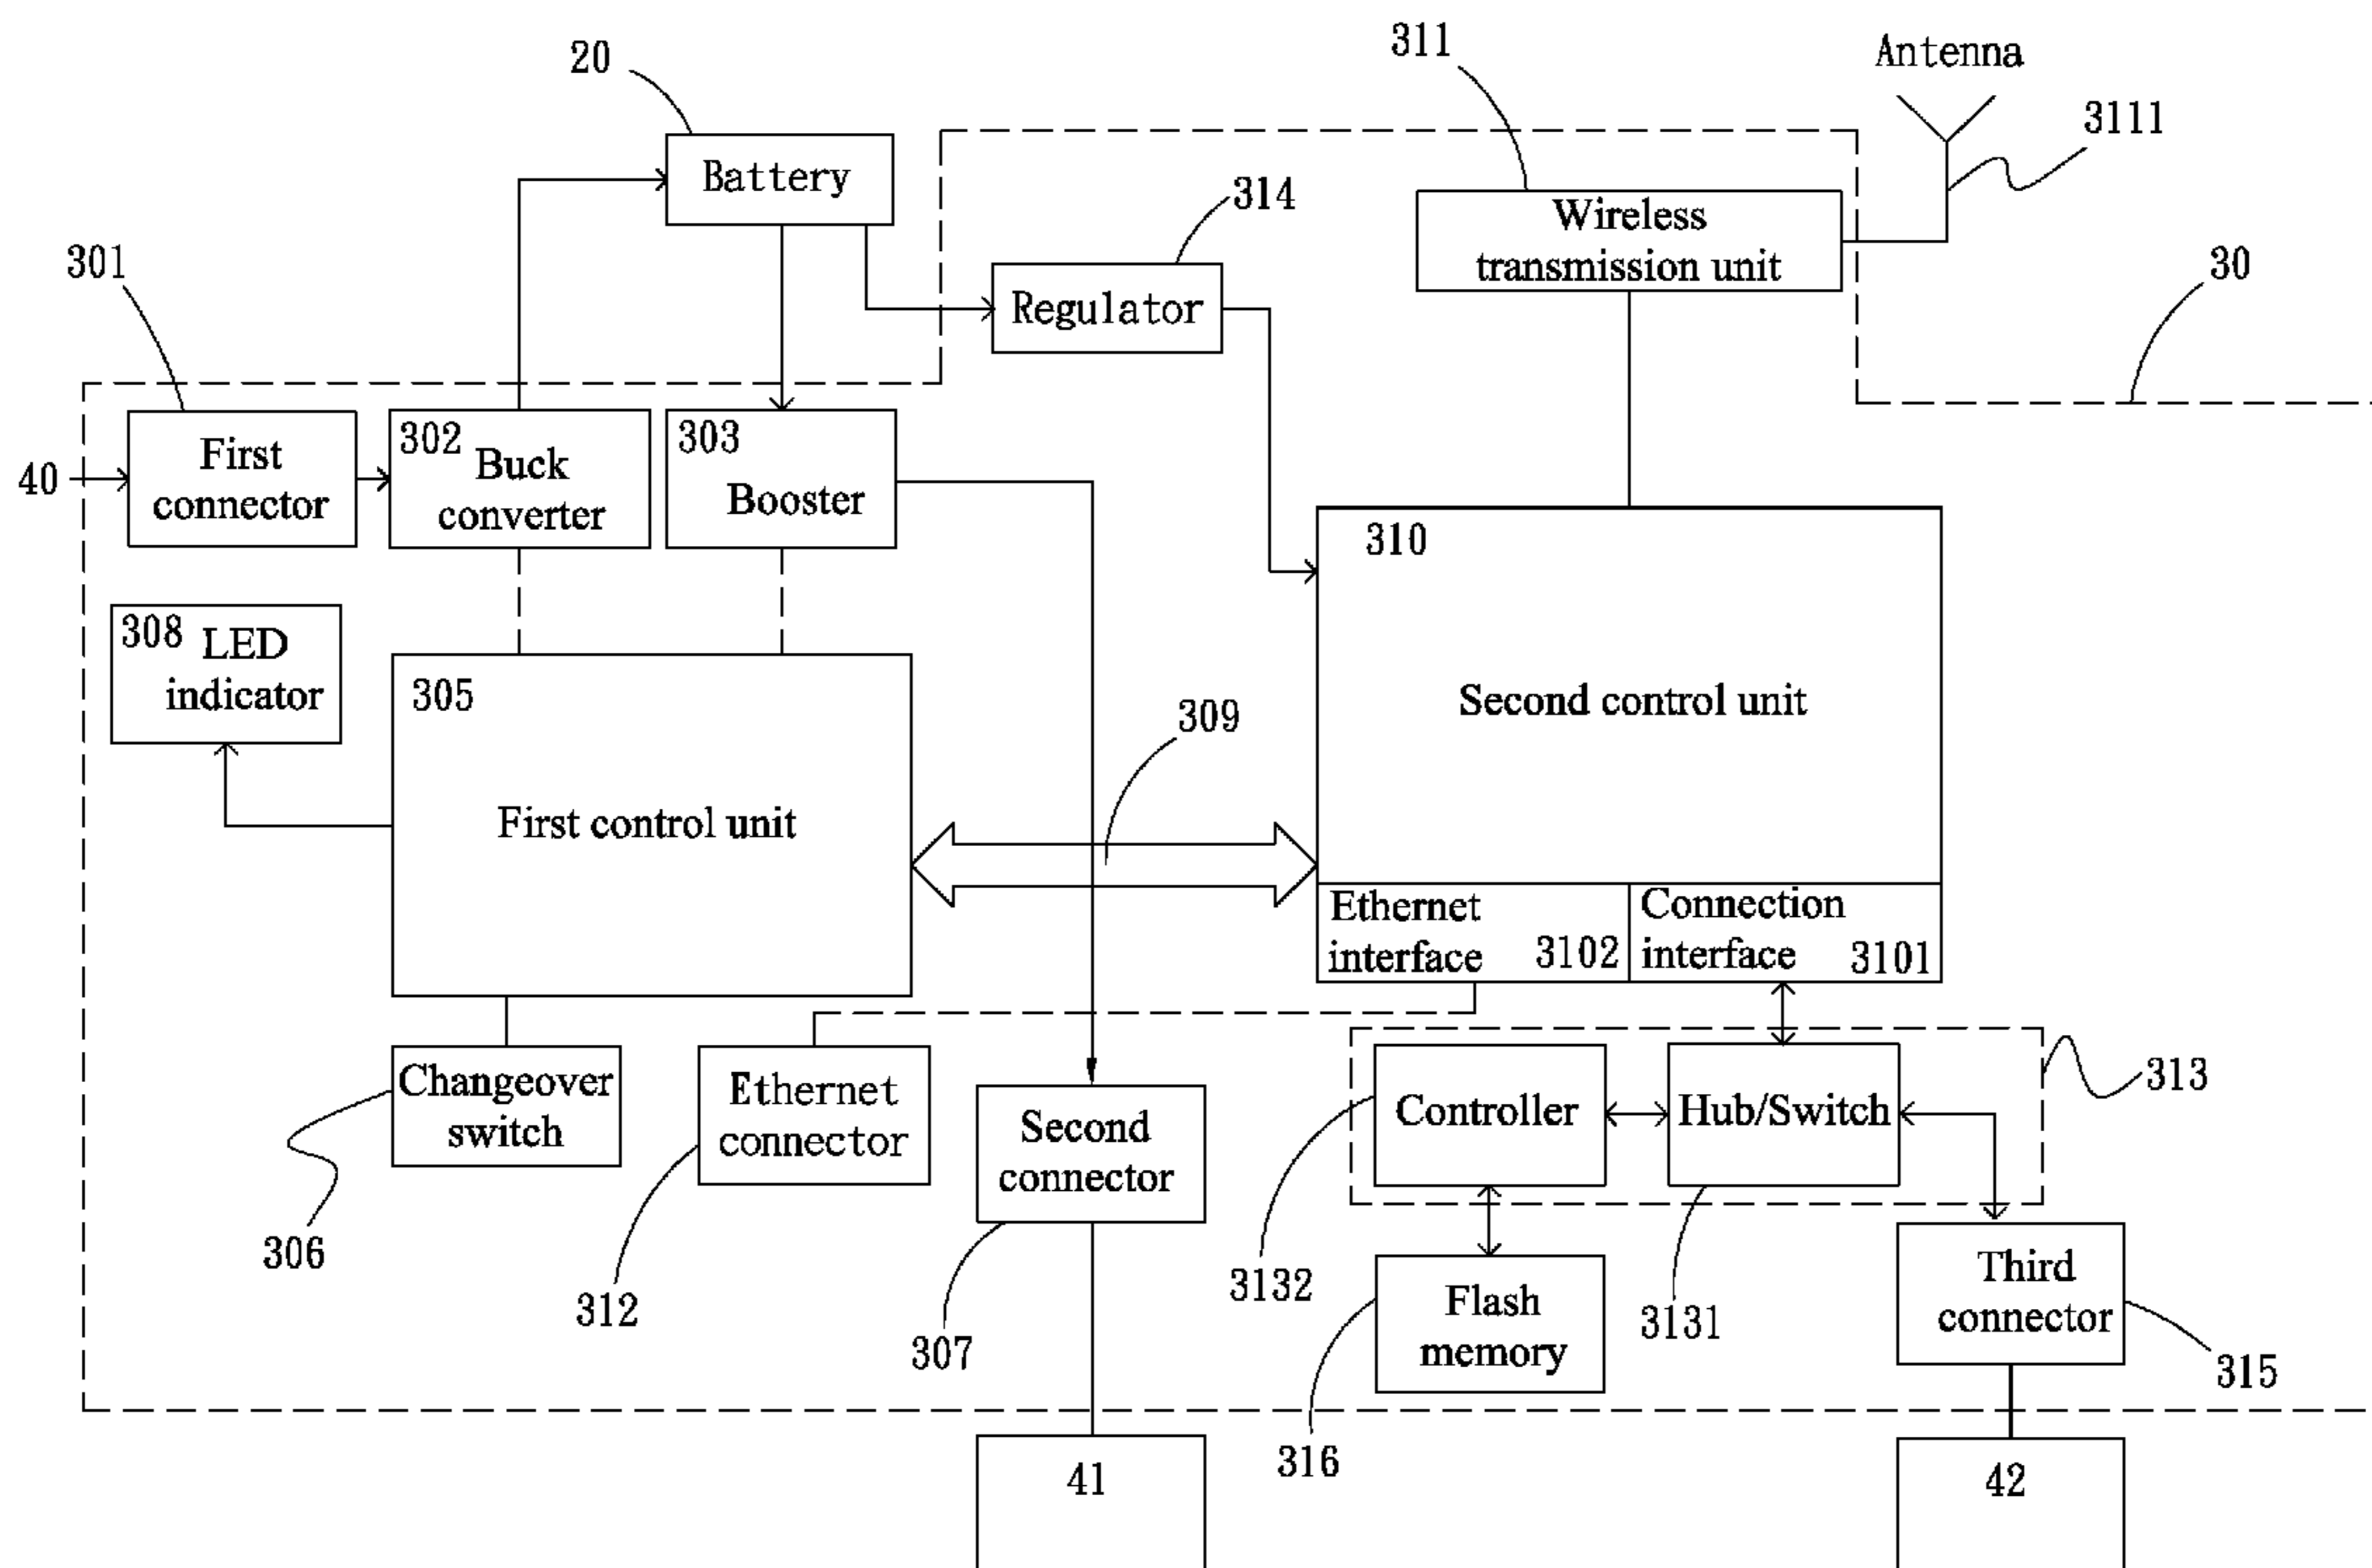 311
Antenna
20
3111
Battery
314
Wireless
transmission unit
301
30
Regulator
302
303
First
connector
Buck
converter
40
Booster
310
308
LED
indicator
305
Second control unit
309
First control unit
Ethernet
interface
3102
Connection
interface
3101
Changeover
switch
Ethernet
connector
Second
connector
Controller
Hub/Switch
313
306
312
307
3132
Flash
memory
3131
Third
connector
315
316
41
42